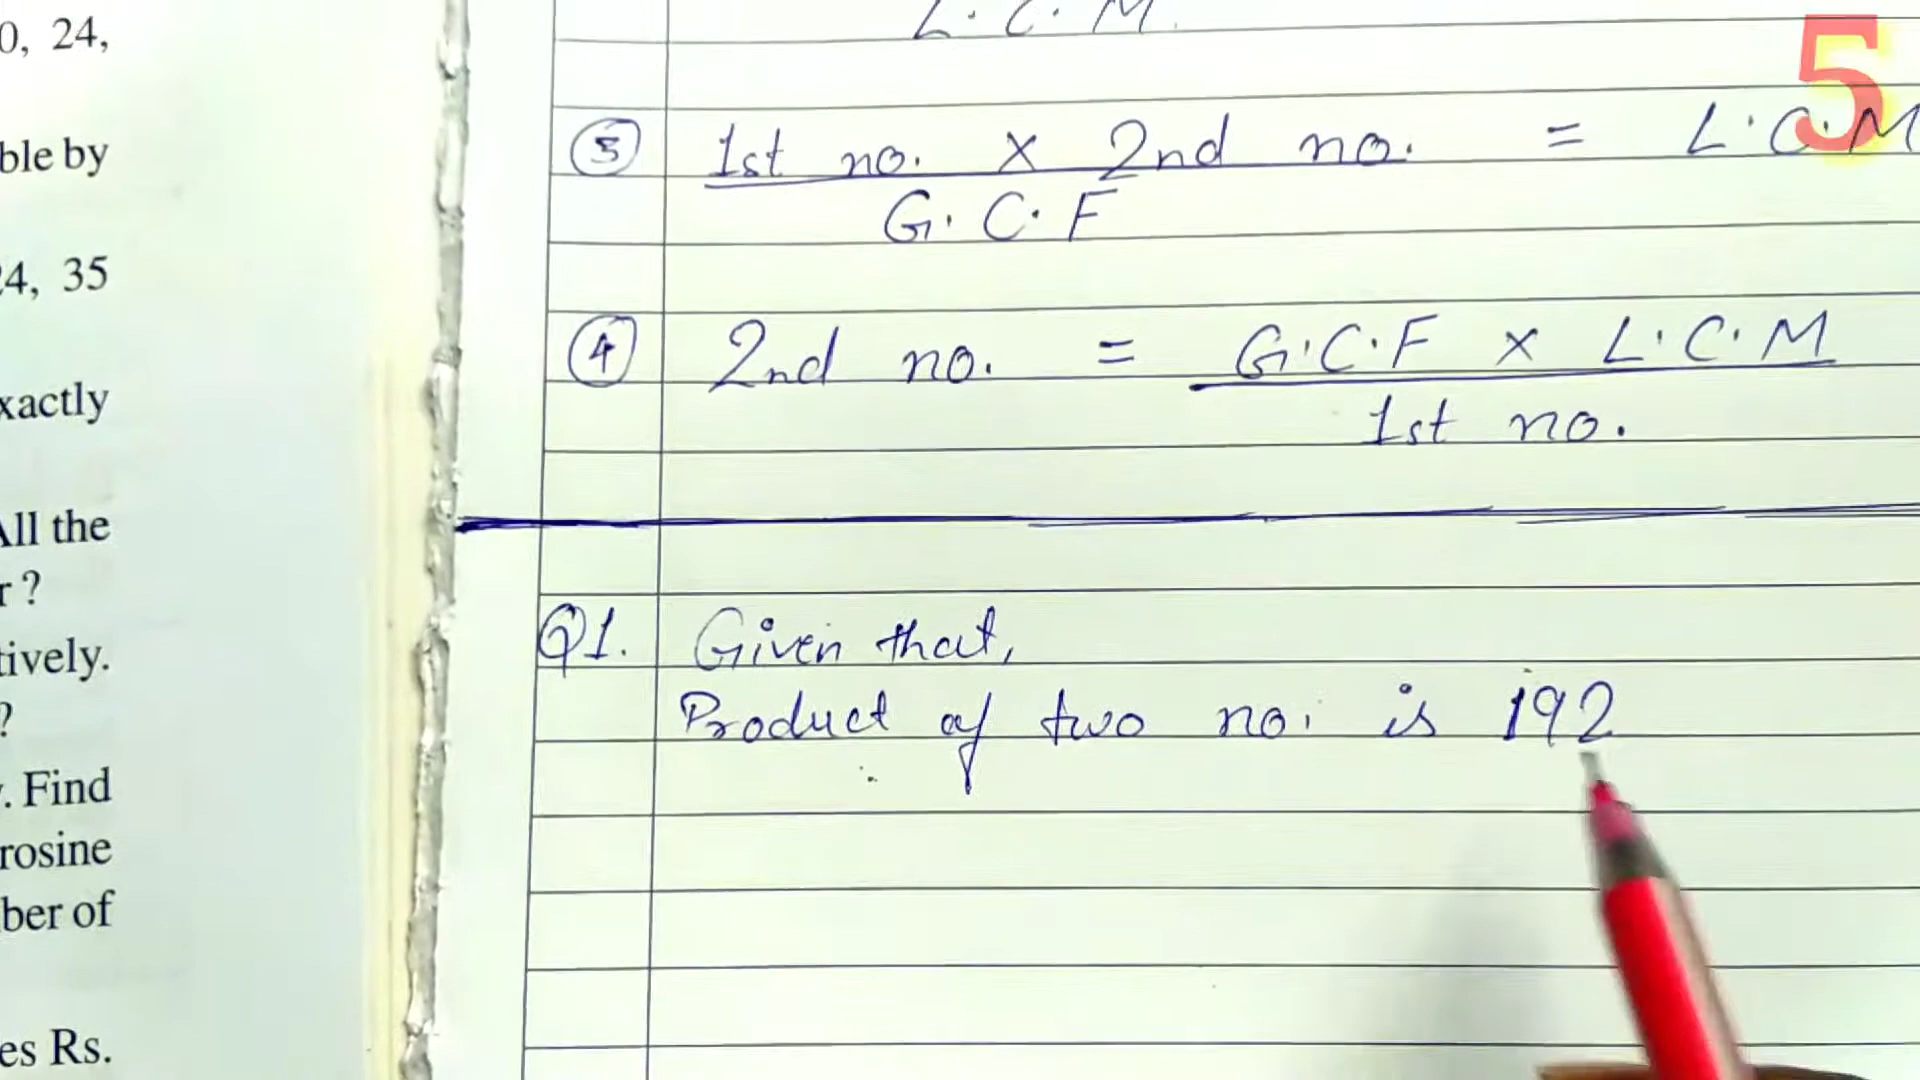 0, 24,
ble by
24, 35
xactly
All the
r ?
tively.
?
. Find
rosine
ber of
es Rs.
L.C.M.
5
③ 1st no. × 2nd no. = L.C.M
G.C.F
④ 2nd no. = G.C.F × L.C.M
1st no.
Q1. Given that,
Product of two no. is 192